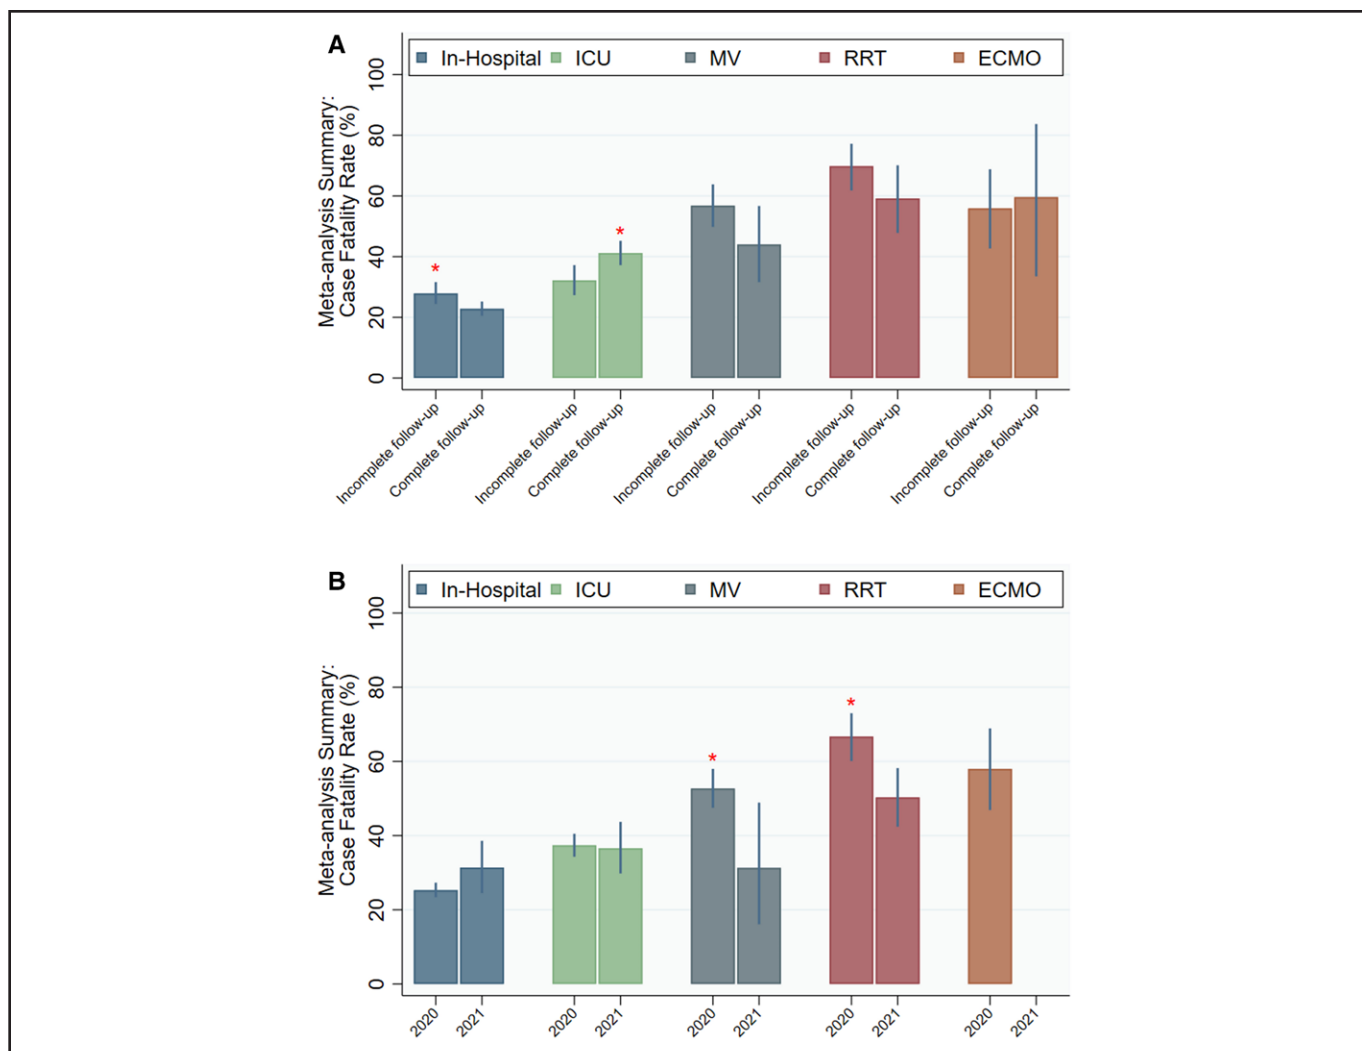 A
In-Hospital ICU MV RRT ECMO
Meta-analysis Summary:
Case Fatality Rate (%)
100
80
60
40
20
0
Incomplete follow-up
Complete follow-up
Incomplete follow-up
Complete follow-up
Incomplete follow-up
Complete follow-up
Incomplete follow-up
Complete follow-up
Incomplete follow-up
Complete follow-up
*
*
B
In-Hospital ICU MV RRT ECMO
Meta-analysis Summary:
Case Fatality Rate (%)
100
80
60
40
20
0
*
*
2020
2021
2020
2021
2020
2021
2020
2021
2020
2021